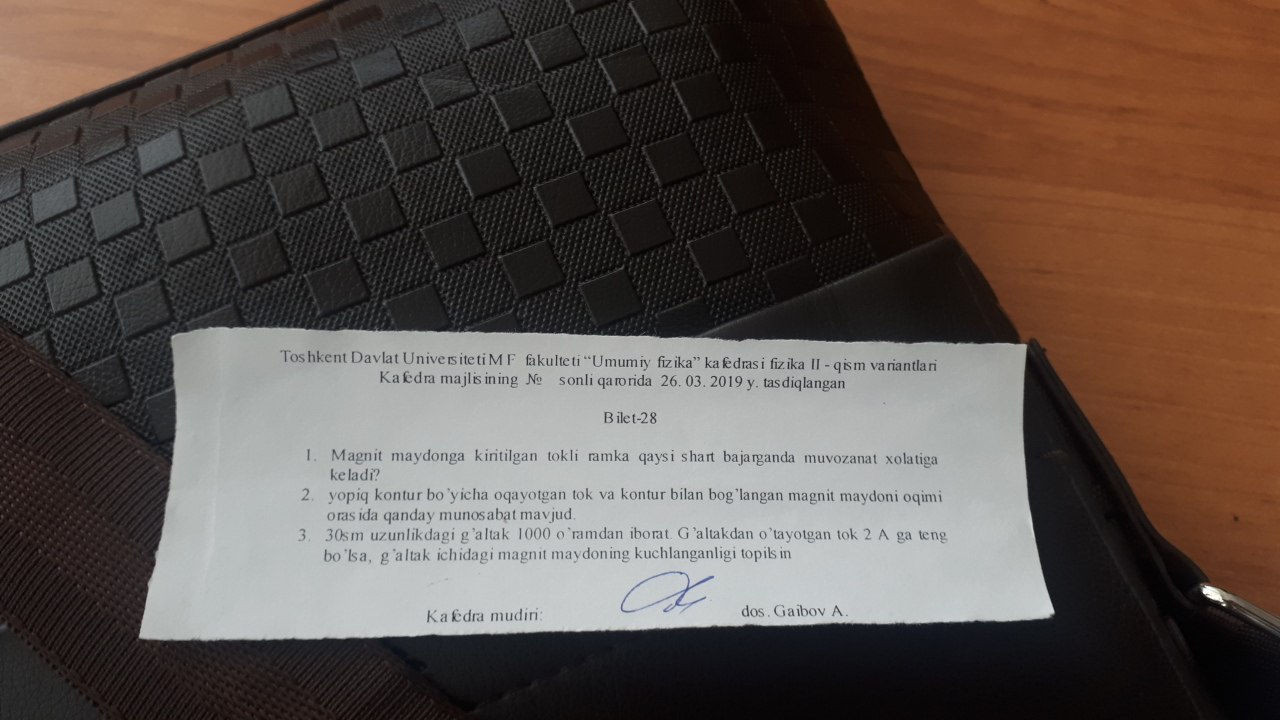 Toshkent Davlat Universiteti M F fakulteti “Umumiy fizika” kafedrasi fizika II - qism variantlari
Kafedra majlisining № sonli qarorida 26. 03. 2019 y. tasdiqlangan
Bilet-28
1. Magnit maydonga kiritilgan tokli ramka qaysi shart bajarganda muvozanat xolatiga
keladi?
2. yopiq kontur bo’yicha oqayotgan tok va kontur bilan bog’langan magnit maydoni oqimi
orasida qanday munosabat mavjud.
3. 30sm uzunlikdagi g’altak 1000 o’ramdan iborat. G’altakdan o’tayotgan tok 2 A ga teng
bo’lsa, g’altak ichidagi magnit maydoning kuchlanganligi topilsin
Kafedra mudiri: dos. Gaibov A.